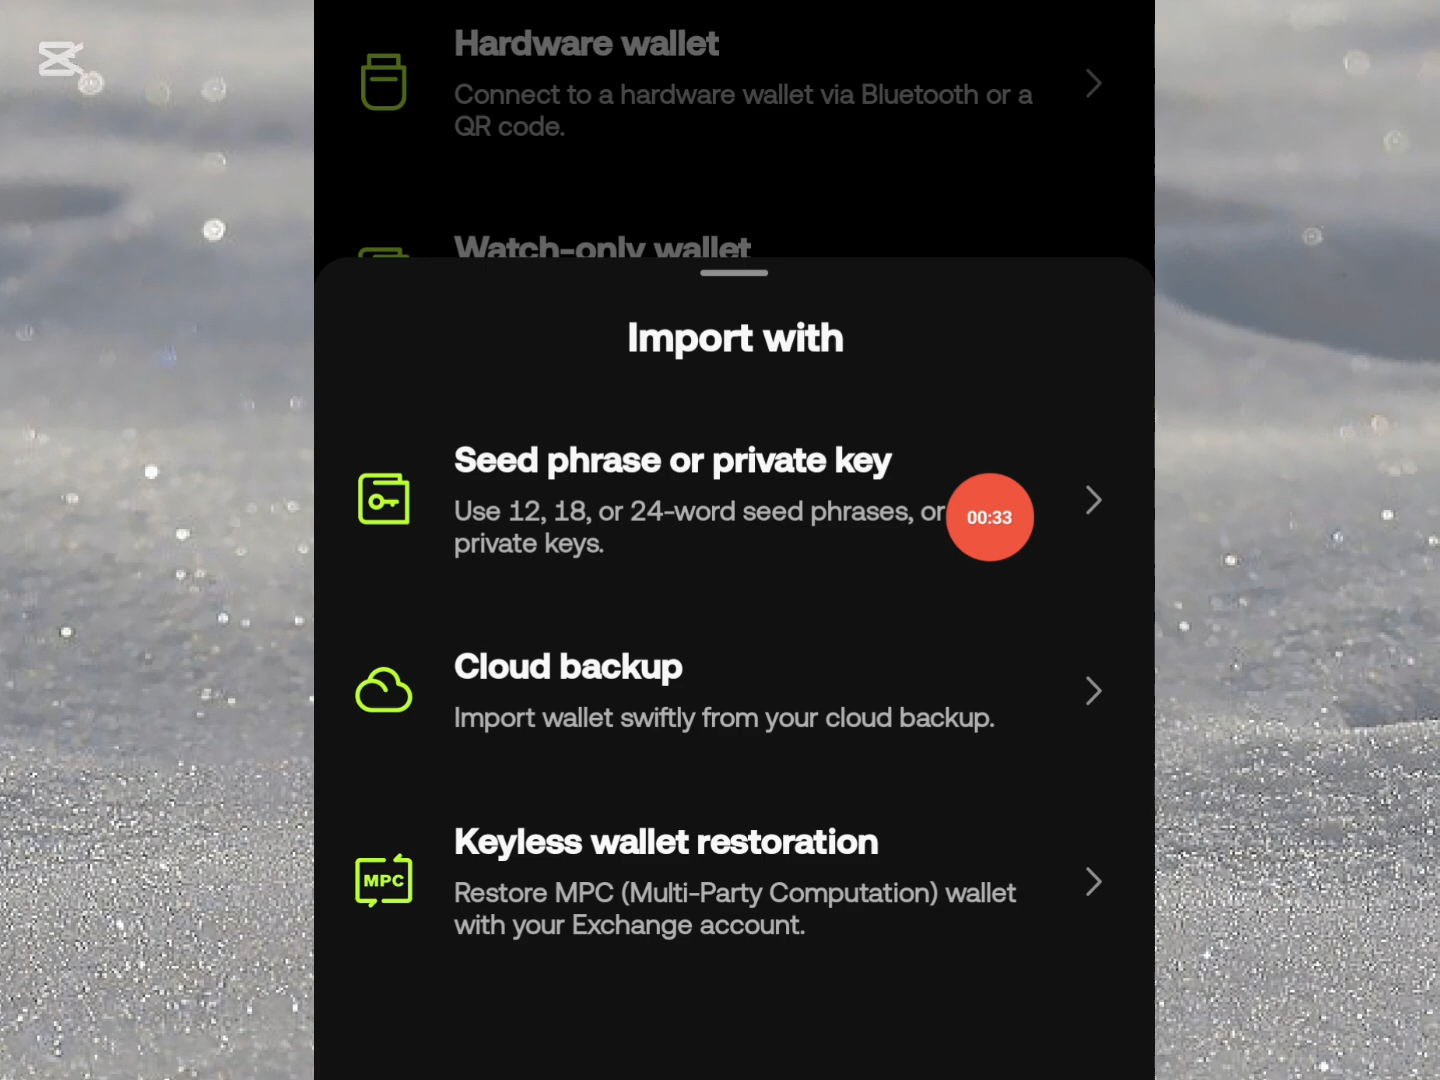 Hardware wallet
Connect to a hardware wallet via Bluetooth or a
QR code.
Watch-only wallet
Import with
Seed phrase or private key
Use 12, 18, or 24-word seed phrases, or
private keys.
00:33
Cloud backup
Import wallet swiftly from your cloud backup.
Keyless wallet restoration
MPC
Restore MPC (Multi-Party Computation) wallet
with your Exchange account.